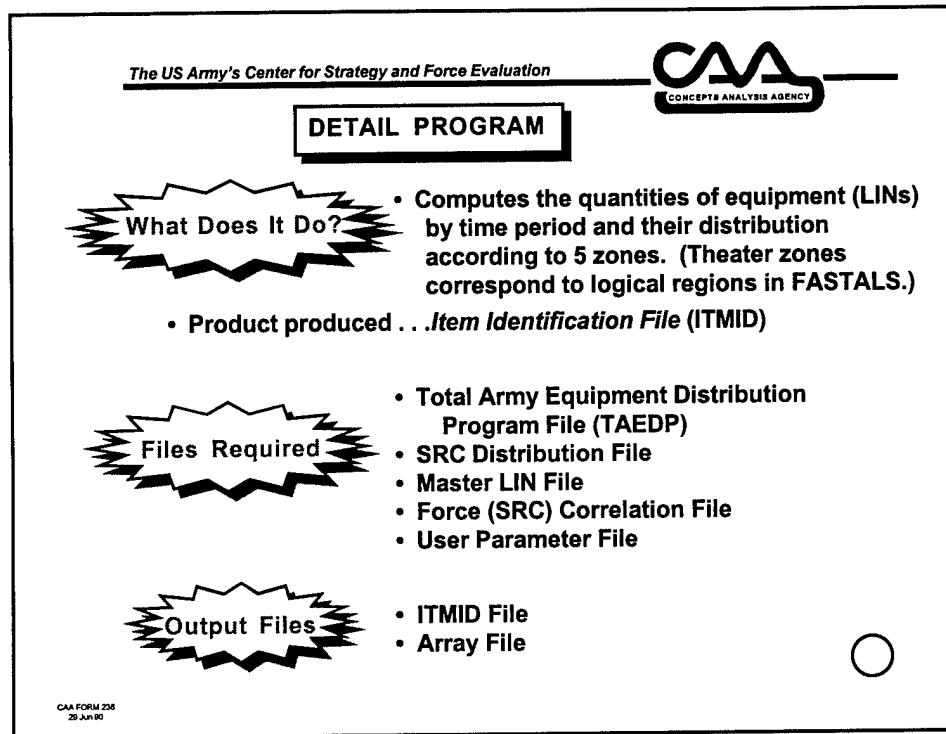 The US Army's Center for Strategy and Force Evaluation
CAA
CONCEPTS ANALYSIS AGENCY
DETAIL PROGRAM
What Does It Do?
• Computes the quantities of equipment (LINs)
by time period and their distribution
according to 5 zones. (Theater zones
correspond to logical regions in FASTALS.)
• Product produced . . .Item Identification File (ITMID)
Files Required
• Total Army Equipment Distribution
Program File (TAEDP)
• SRC Distribution File
• Master LIN File
• Force (SRC) Correlation File
• User Parameter File
Output Files
• ITMID File
• Array File
CAA FORM 236
29 Jun 90